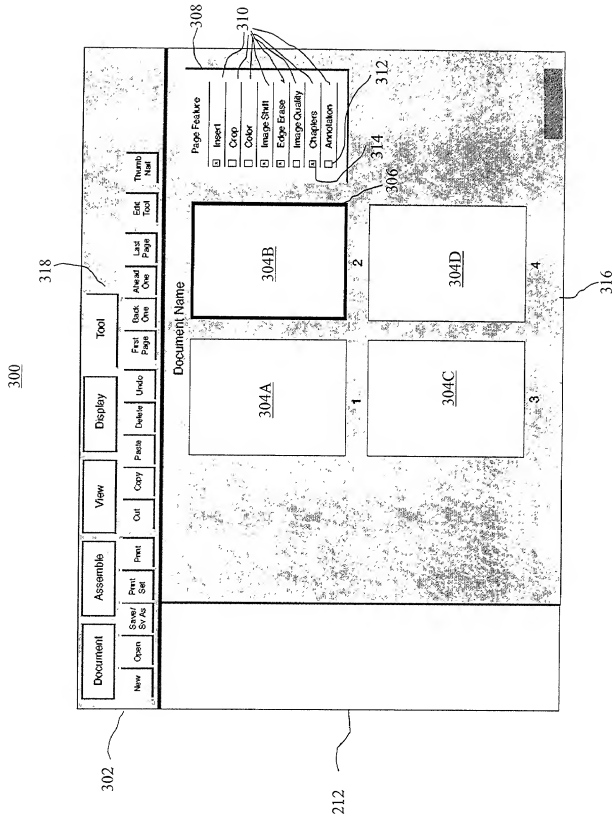 300
318
302
Document
Assemble
View
Display
Tool
New
Open
Save/
Sv As
Print
Set
Print
Cut
Copy
Paste
Delete
Undo
First
Page
Back
One
Ahead
One
Last
Page
Edit
Tool
Thumb
Nail
212
Document Name
304A
1
304B
2
304C
3
304D
4
306
Page Feature
Insert
Crop
Color
Image Shift
Edge Erase
Image Quality
Chapters
Annotation
308
310
312
314
316